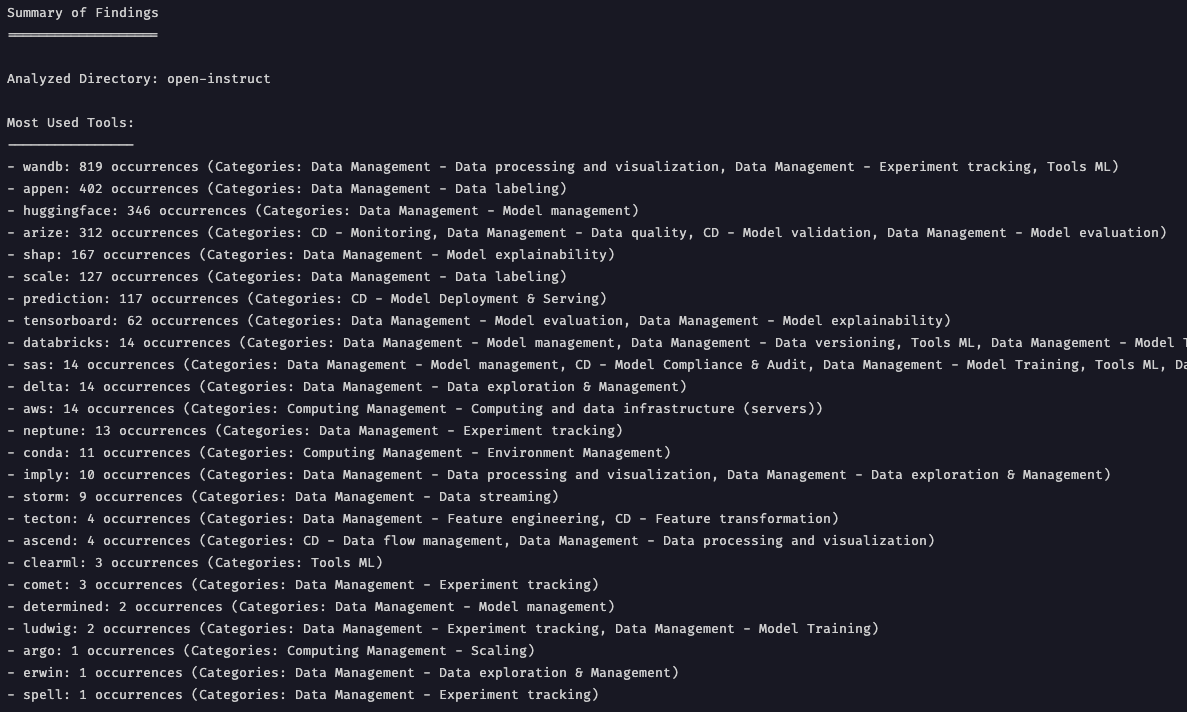 Summary of Findings
===================
Analyzed Directory: open-instruct
Most Used Tools:
----------------
- wandb: 819 occurrences (Categories: Data Management - Data processing and visualization, Data Management - Experiment tracking, Tools ML)
- appen: 402 occurrences (Categories: Data Management - Data labeling)
- huggingface: 346 occurrences (Categories: Data Management - Model management)
- arize: 312 occurrences (Categories: CD - Monitoring, Data Management - Data quality, CD - Model validation, Data Management - Model evaluation)
- shap: 167 occurrences (Categories: Data Management - Model explainability)
- scale: 127 occurrences (Categories: Data Management - Data labeling)
- prediction: 117 occurrences (Categories: CD - Model Deployment & Serving)
- tensorboard: 62 occurrences (Categories: Data Management - Model evaluation, Data Management - Model explainability)
- databricks: 14 occurrences (Categories: Data Management - Model management, Data Management - Data versioning, Tools ML, Data Management - Model T
- sas: 14 occurrences (Categories: Data Management - Model management, CD - Model Compliance & Audit, Data Management - Model Training, Tools ML, Da
- delta: 14 occurrences (Categories: Data Management - Data exploration & Management)
- aws: 14 occurrences (Categories: Computing Management - Computing and data infrastructure (servers))
- neptune: 13 occurrences (Categories: Data Management - Experiment tracking)
- conda: 11 occurrences (Categories: Computing Management - Environment Management)
- imply: 10 occurrences (Categories: Data Management - Data processing and visualization, Data Management - Data exploration & Management)
- storm: 9 occurrences (Categories: Data Management - Data streaming)
- tecton: 4 occurrences (Categories: Data Management - Feature engineering, CD - Feature transformation)
- ascend: 4 occurrences (Categories: CD - Data flow management, Data Management - Data processing and visualization)
- clearml: 3 occurrences (Categories: Tools ML)
- comet: 3 occurrences (Categories: Data Management - Experiment tracking)
- determined: 2 occurrences (Categories: Data Management - Model management)
- ludwig: 2 occurrences (Categories: Data Management - Experiment tracking, Data Management - Model Training)
- argo: 1 occurrences (Categories: Computing Management - Scaling)
- erwin: 1 occurrences (Categories: Data Management - Data exploration & Management)
- spell: 1 occurrences (Categories: Data Management - Experiment tracking)